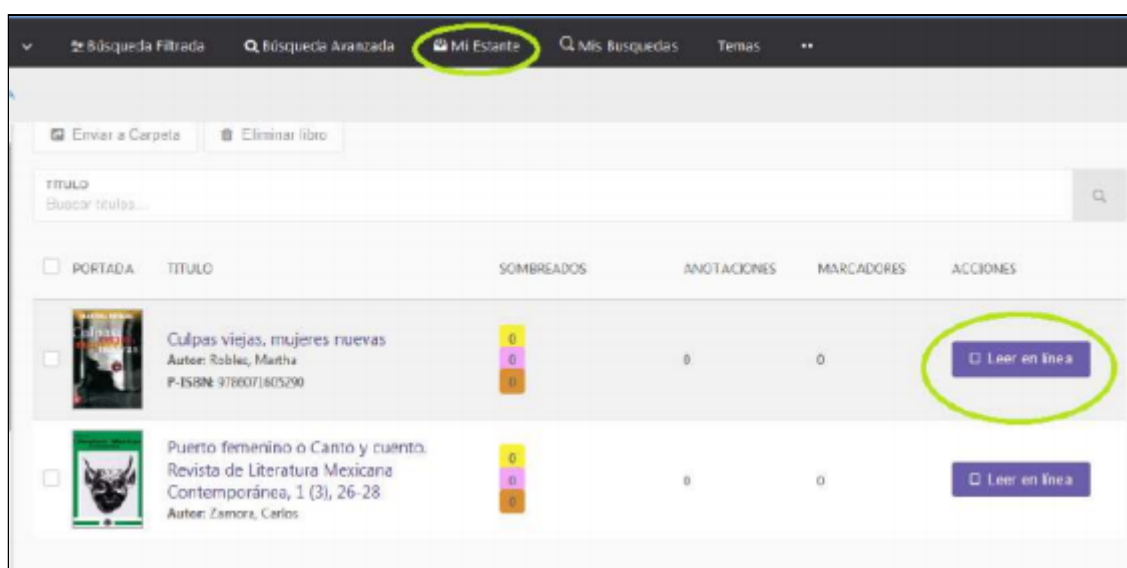 Búsqueda Filtrada Búsqueda Avanzada Mi Estante Mis Busquedas Temas ••
Enviar a Carpeta Eliminar libro
TITULO
Buscar titulos...
PORTADA TITULO SOMBREADOS ANOTACIONES MARCADORES ACCIONES
Culpas viejas, mujeres nuevas
Autor: Robles, Martha
P-ISBN: 9786071605290
0
0
0
0 0 Leer en línea
Puerto femenino o Canto y cuento.
Revista de Literatura Mexicana
Contemporánea, 1 (3), 26-28
Autor: Zamora, Carlos
0
0
0
0 0 Leer en línea